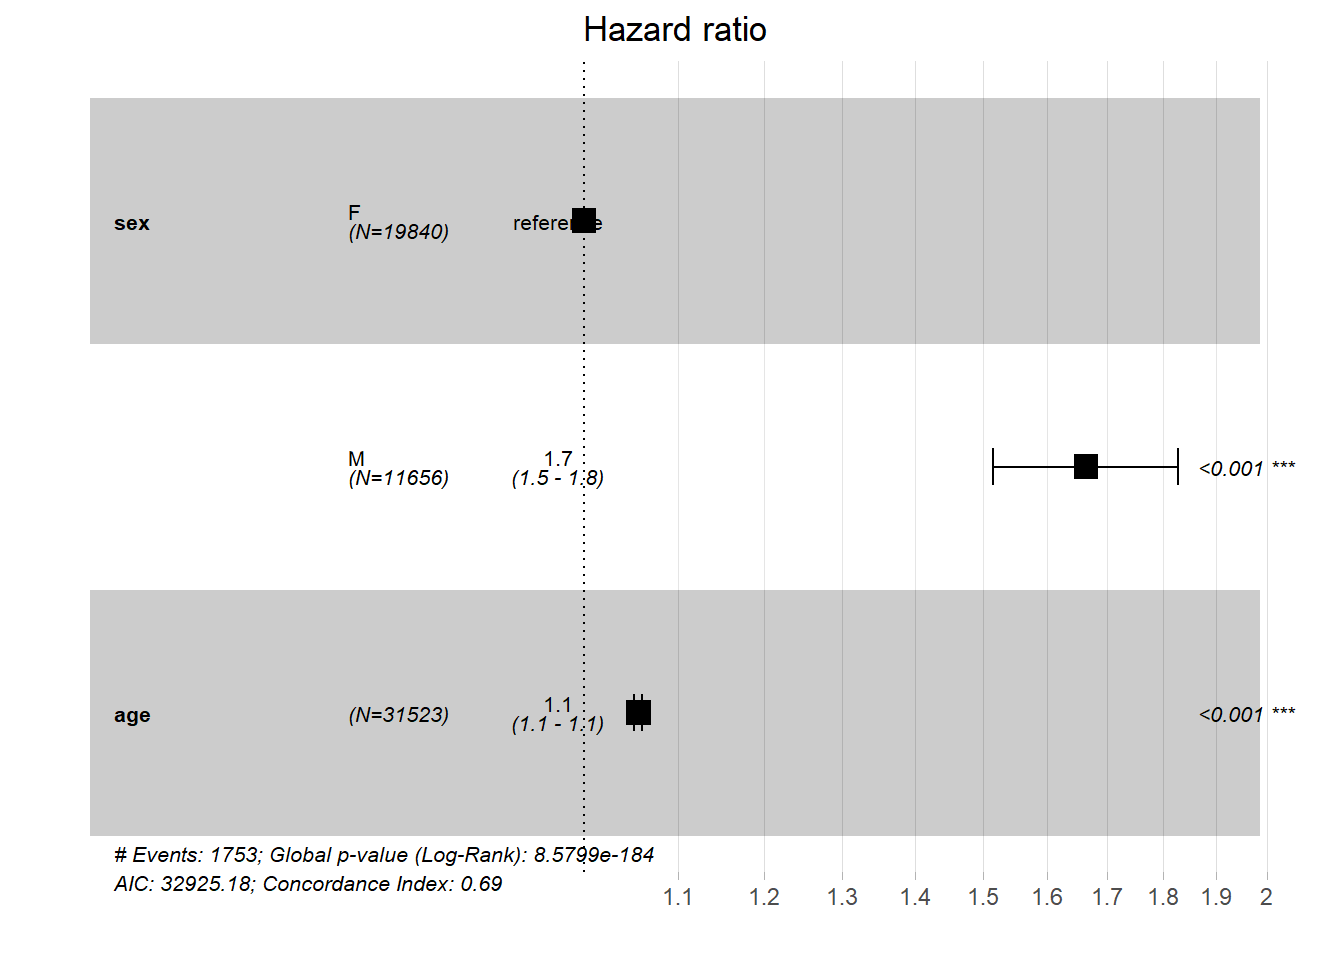 Hazard ratio
sex
F
(N=19840)
reference
M
(N=11656)
1.7
(1.5 - 1.8)
<0.001 ***
age
(N=31523)
1.1
(1.1 - 1.1)
<0.001 ***
# Events: 1753; Global p-value (Log-Rank): 8.5799e-184
AIC: 32925.18; Concordance Index: 0.69
1.1 1.2 1.3 1.4 1.5 1.6 1.7 1.8 1.9 2